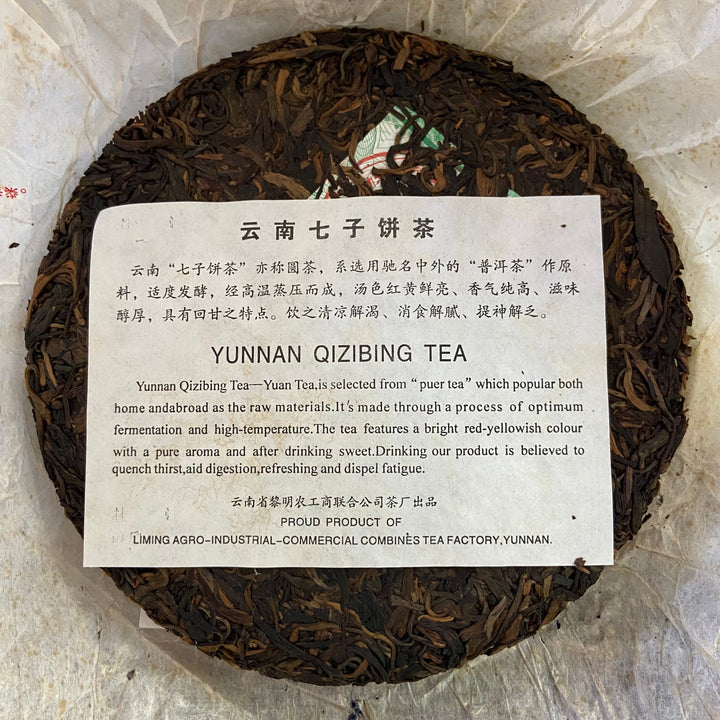 云南七子饼茶
云南“七子饼茶”亦称圆茶，系选用驰名中外的“普洱茶”作原
料，适度发酵，经高温蒸压而成，汤色红黄鲜亮、香气纯高、滋味
醇厚，具有回甘之特点。饮之清凉解渴、消食解腻、提神解乏。
YUNNAN QIZIBING TEA
Yunnan Qizibing Tea—Yuan Tea,is selected from “puer tea” which popular both
home andabroad as the raw materials.It's made through a process of optimum
fermentation and high-temperature.The tea features a bright red-yellowish colour
with a pure aroma and after drinking sweet.Drinking our product is believed to
quench thirst,aid digestion,refreshing and dispel fatigue.
云南省黎明农工商联合公司茶厂出品
PROUD PRODUCT OF
LIMING AGRO-INDUSTRIAL-COMMERCIAL COMBINES TEA FACTORY,YUNNAN.